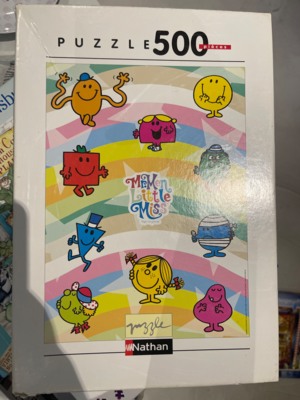 PUZZLE 500 pièces
Mr Men
Little
Miss
puzzle
Nathan